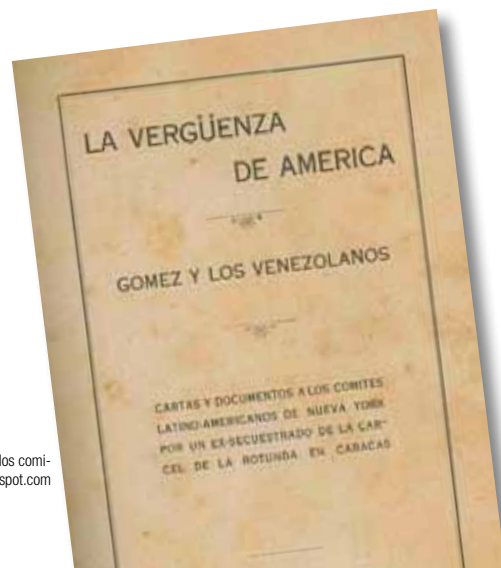 LA VERGÜENZA
DE AMERICA
GOMEZ Y LOS VENEZOLANOS
CARTAS Y DOCUMENTOS A LOS COMITES
LATINO-AMERICANOS DE NUEVA YORK
POR UN EX-SECUESTRADO DE LA CAR-
CEL DE LA ROTUNDA EN CARACAS
los comi-
spot.com